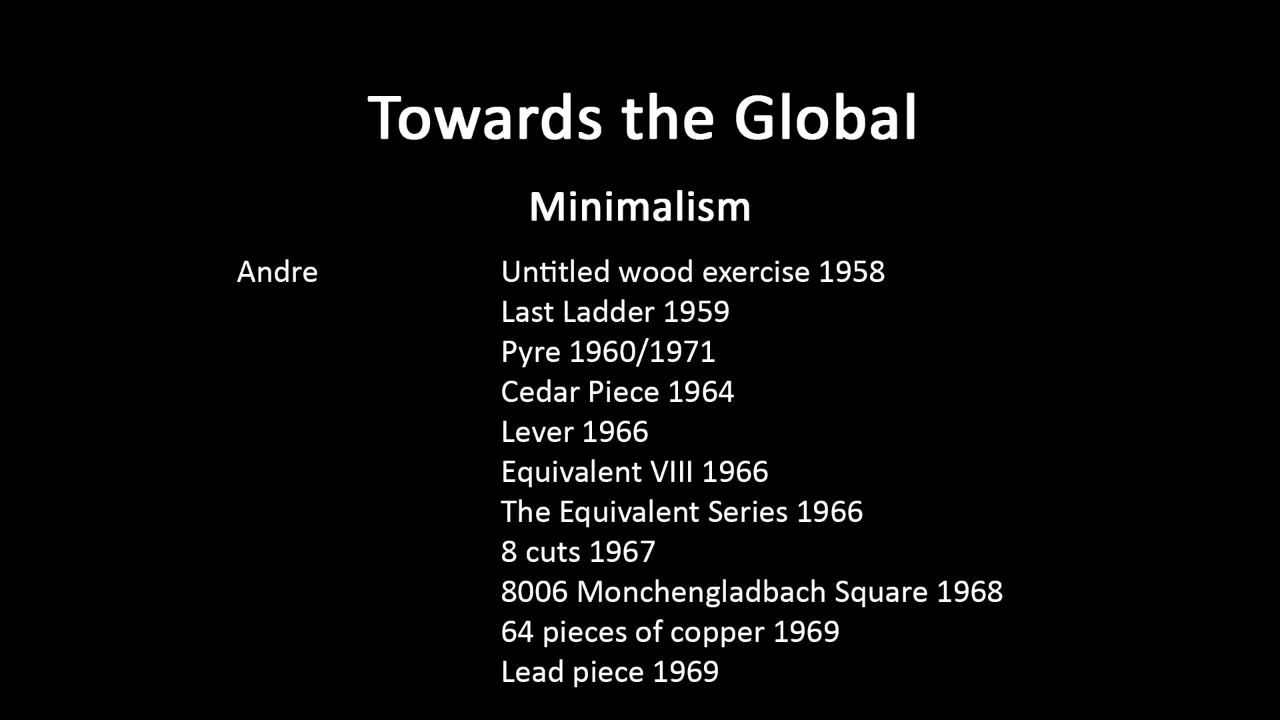 Towards the Global
Minimalism
Andre Untitled wood exercise 1958
Last Ladder 1959
Pyre 1960/1971
Cedar Piece 1964
Lever 1966
Equivalent VIII 1966
The Equivalent Series 1966
8 cuts 1967
8006 Monchengladbach Square 1968
64 pieces of copper 1969
Lead piece 1969